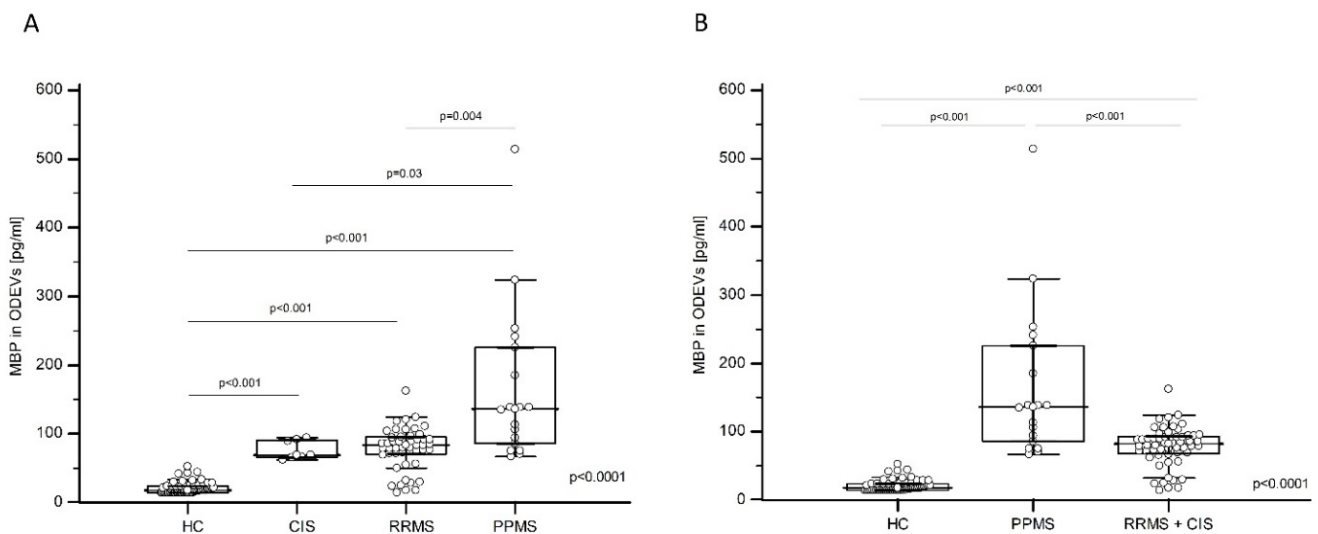 A
B
600
500
400
300
200
100
0
MBP in ODEVs [pg/ml]
p=0.004
p=0.03
p<0.001
p<0.001
p<0.001
p<0.0001
HC CIS RRMS PPMS
600
500
400
300
200
100
0
MBP in ODEVs [pg/ml]
p<0.001
p<0.001 p<0.001
p<0.0001
HC PPMS RRMS + CIS